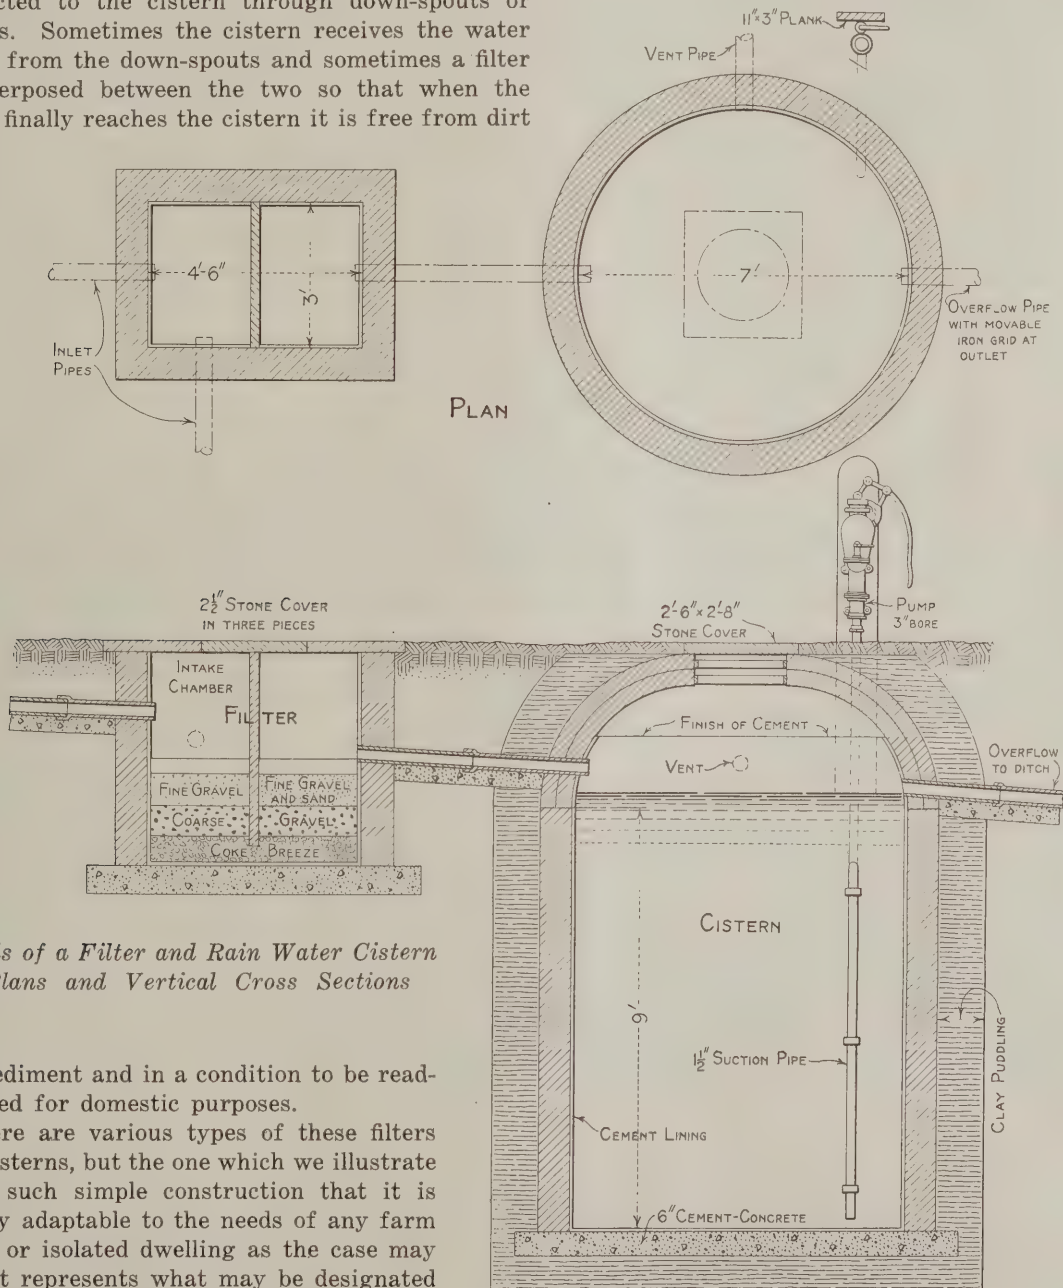 cted to the cistern through down-spouts or
s. Sometimes the cistern receives the water
from the down-spouts and sometimes a filter
erposed between the two so that when the
finally reaches the cistern it is free from dirt
11"×3" PLANK
VENT PIPE
4'-6"
3'
7'
INLET
PIPES
OVERFLOW PIPE
WITH MOVABLE
IRON GRID AT
OUTLET
PLAN
2½" STONE COVER
IN THREE PIECES
2'-6"×2'-8"
STONE COVER
PUMP
3" BORE
INTAKE
CHAMBER
FILTER
FINISH OF CEMENT
VENT
OVERFLOW
TO DITCH
FINE GRAVEL
FINE GRAVEL
AND SAND
COARSE GRAVEL
COKE BREEZE
CISTERN
9'
1½" SUCTION PIPE
CLAY PUDDLING
CEMENT LINING
6" CEMENT-CONCRETE
s of a Filter and Rain Water Cistern
Plans and Vertical Cross Sections
ediment and in a condition to be read-
ed for domestic purposes.
ere are various types of these filters
sterns, but the one which we illustrate
such simple construction that it is
y adaptable to the needs of any farm
or isolated dwelling as the case may
t represents what may be designated